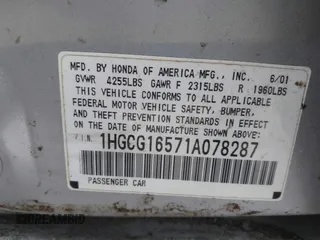 MFD. BY HONDA OF AMERICA MFG., INC. 6/01
GVWR 4255LBS GAWR F 2315LBS R 1960LBS
THIS VEHICLE CONFORMS TO ALL APPLICABLE
FEDERAL MOTOR VEHICLE SAFETY, BUMPER,
AND THEFT PREVENTION STANDARDS IN EFFECT
ON THE DATE OF MANUFACTURE SHOWN ABOVE.
V.I.N. 1HGCG16571A078287
PASSENGER CAR
STREAMBID